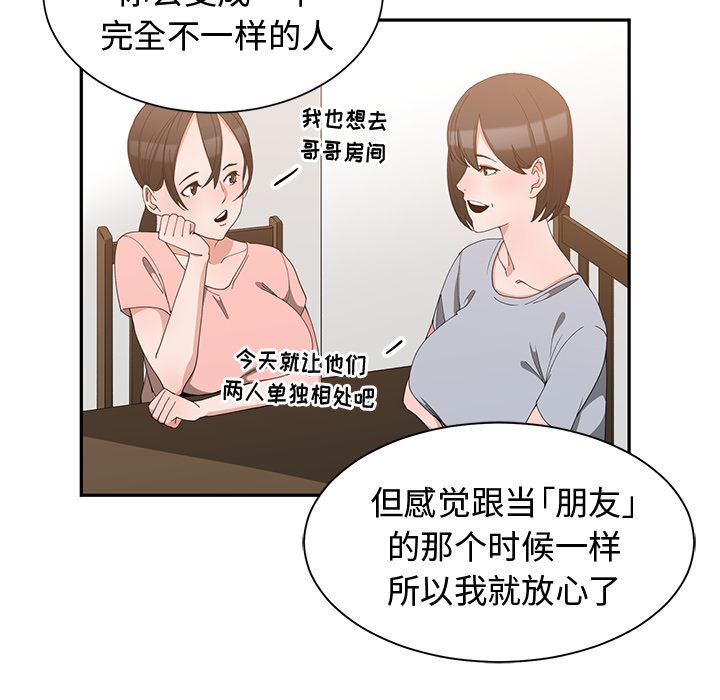 完全不一样的人
我也想去
哥哥房间
今天就让他们
两人单独相处吧
但感觉跟当「朋友」
的那个时候一样
所以我就放心了